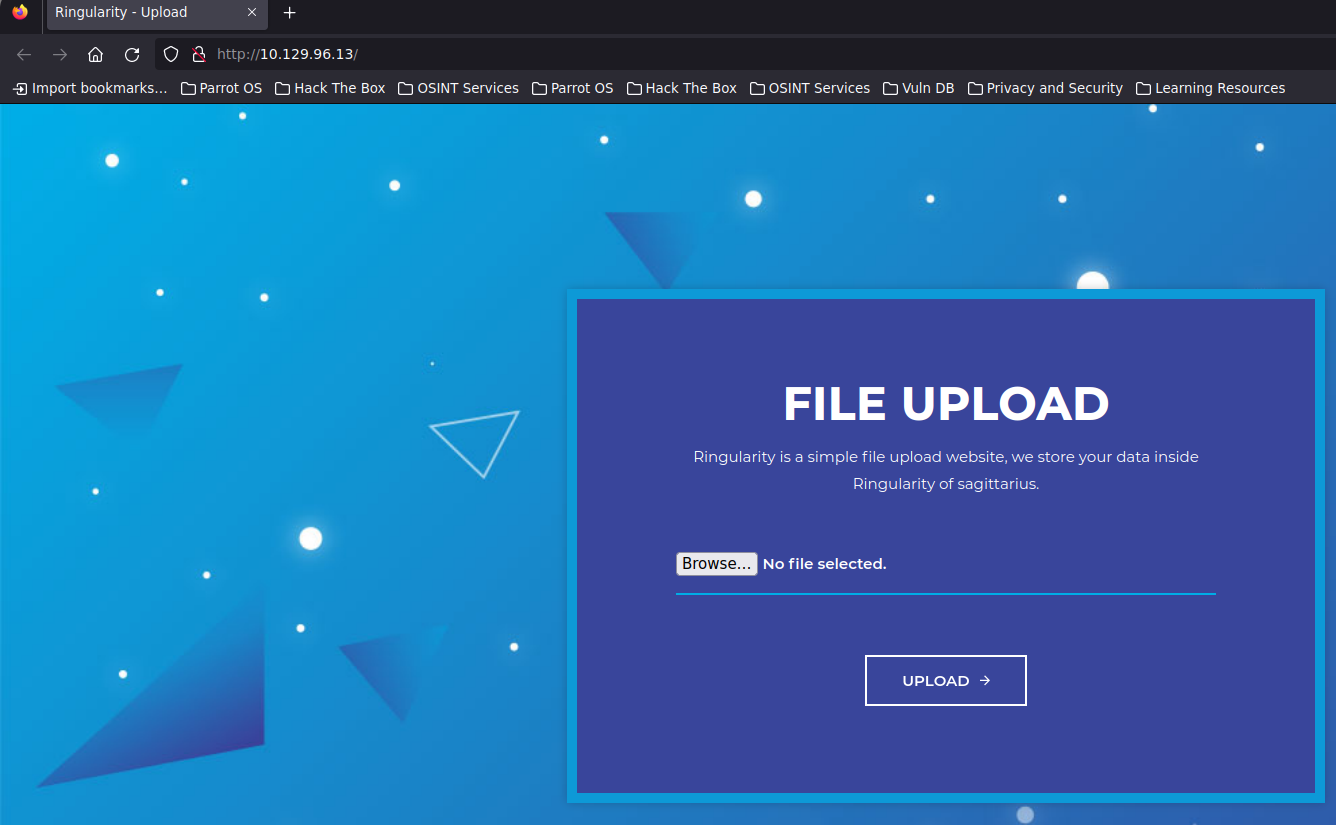 Ringularity - Upload
http://10.129.96.13/
Import bookmarks... Parrot OS Hack The Box OSINT Services Parrot OS Hack The Box OSINT Services Vuln DB Privacy and Security Learning Resources
FILE UPLOAD
Ringularity is a simple file upload website, we store your data inside
Ringularity of sagittarius.
Browse... No file selected.
UPLOAD →